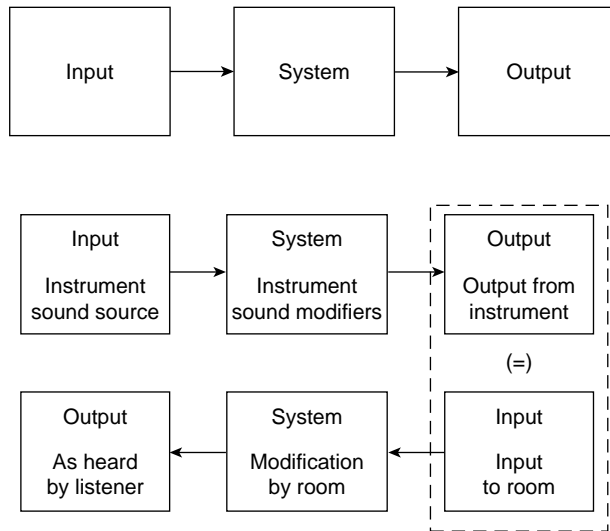 Input
System
Output
Input
Instrument
sound source
System
Instrument
sound modifiers
Output
Output from
instrument
(=)
Output
As heard
by listener
System
Modification
by room
Input
Input
to room